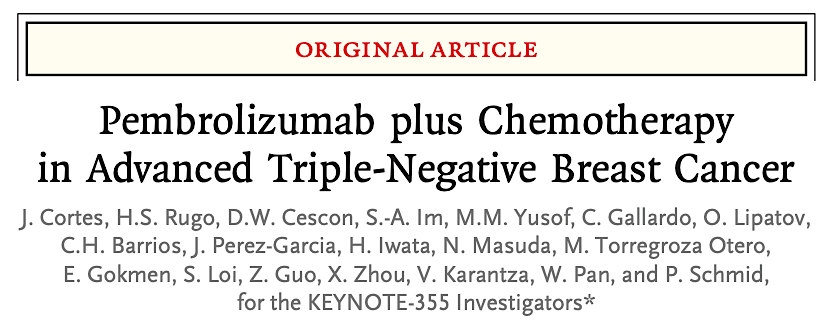 ORIGINAL ARTICLE
Pembrolizumab plus Chemotherapy
in Advanced Triple-Negative Breast Cancer
J. Cortes, H.S. Rugo, D.W. Cescon, S.-A. Im, M.M. Yusof, C. Gallardo, O. Lipatov,
C.H. Barrios, J. Perez-Garcia, H. Iwata, N. Masuda, M. Torregroza Otero,
E. Gokmen, S. Loi, Z. Guo, X. Zhou, V. Karantza, W. Pan, and P. Schmid,
for the KEYNOTE-355 Investigators*